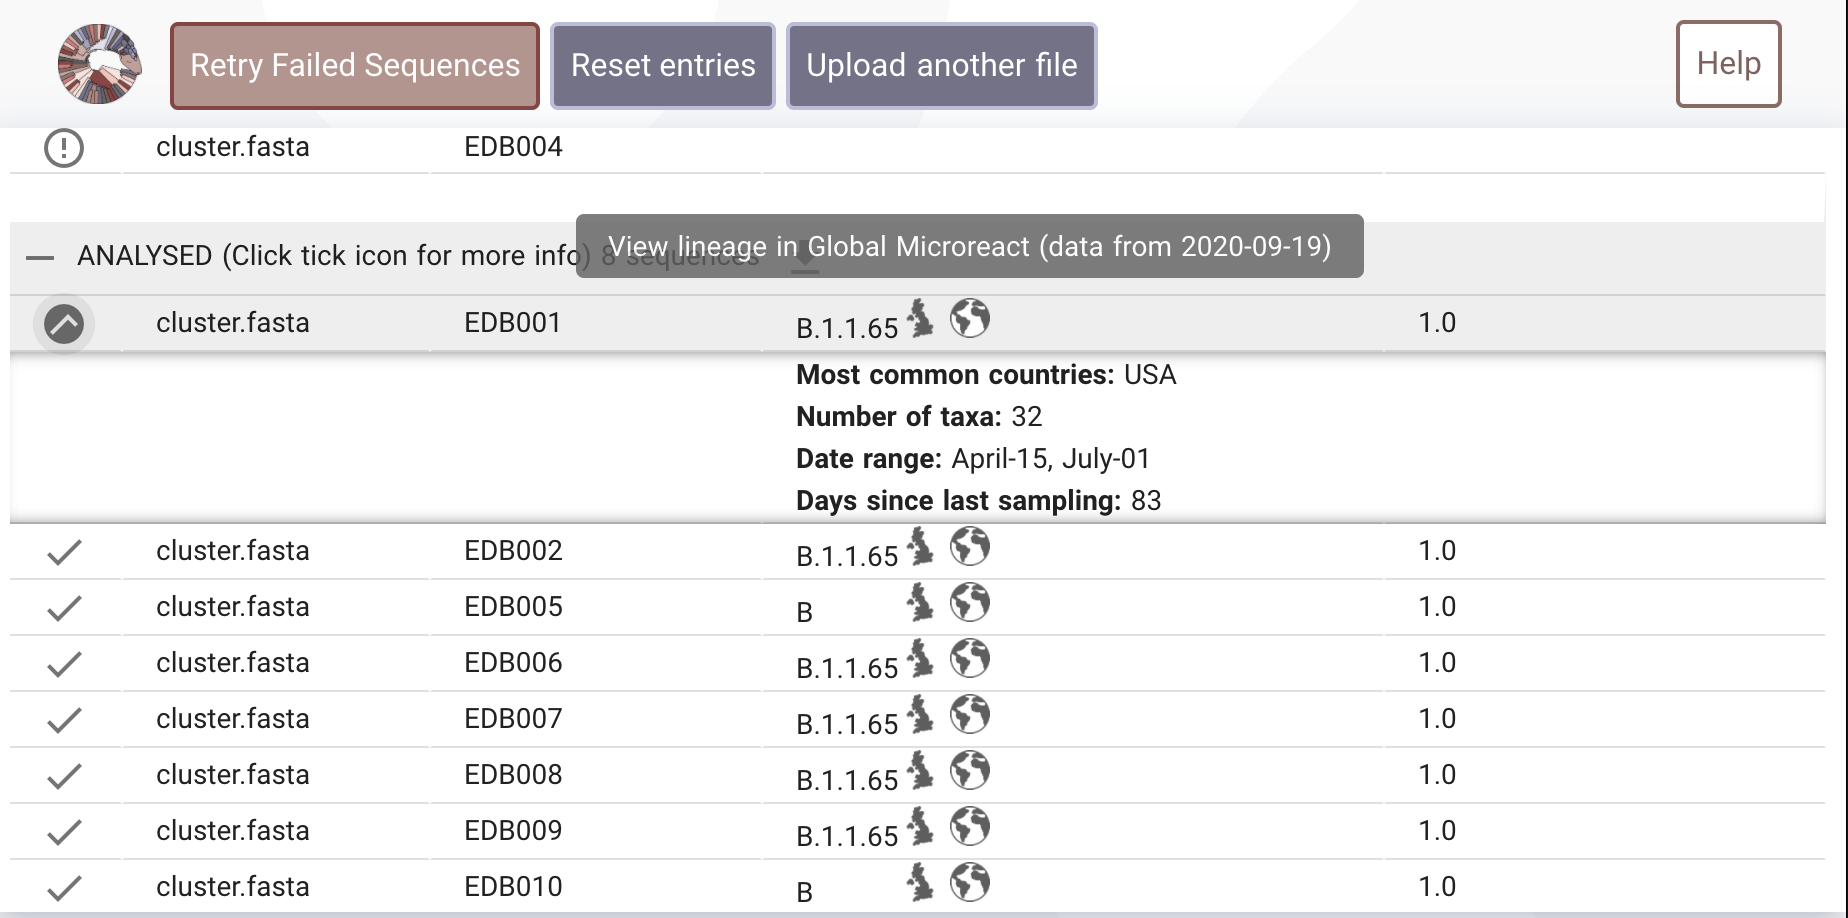 Retry Failed Sequences Reset entries Upload another file Help
cluster.fasta EDB004
View lineage in Global Microreact (data from 2020-09-19)
ANALYSED (Click tick icon for more info) 8 sequences
cluster.fasta EDB001 B.1.1.65 1.0
Most common countries: USA
Number of taxa: 32
Date range: April-15, July-01
Days since last sampling: 83
cluster.fasta EDB002 B.1.1.65 1.0
cluster.fasta EDB005 B 1.0
cluster.fasta EDB006 B.1.1.65 1.0
cluster.fasta EDB007 B.1.1.65 1.0
cluster.fasta EDB008 B.1.1.65 1.0
cluster.fasta EDB009 B.1.1.65 1.0
cluster.fasta EDB010 B 1.0